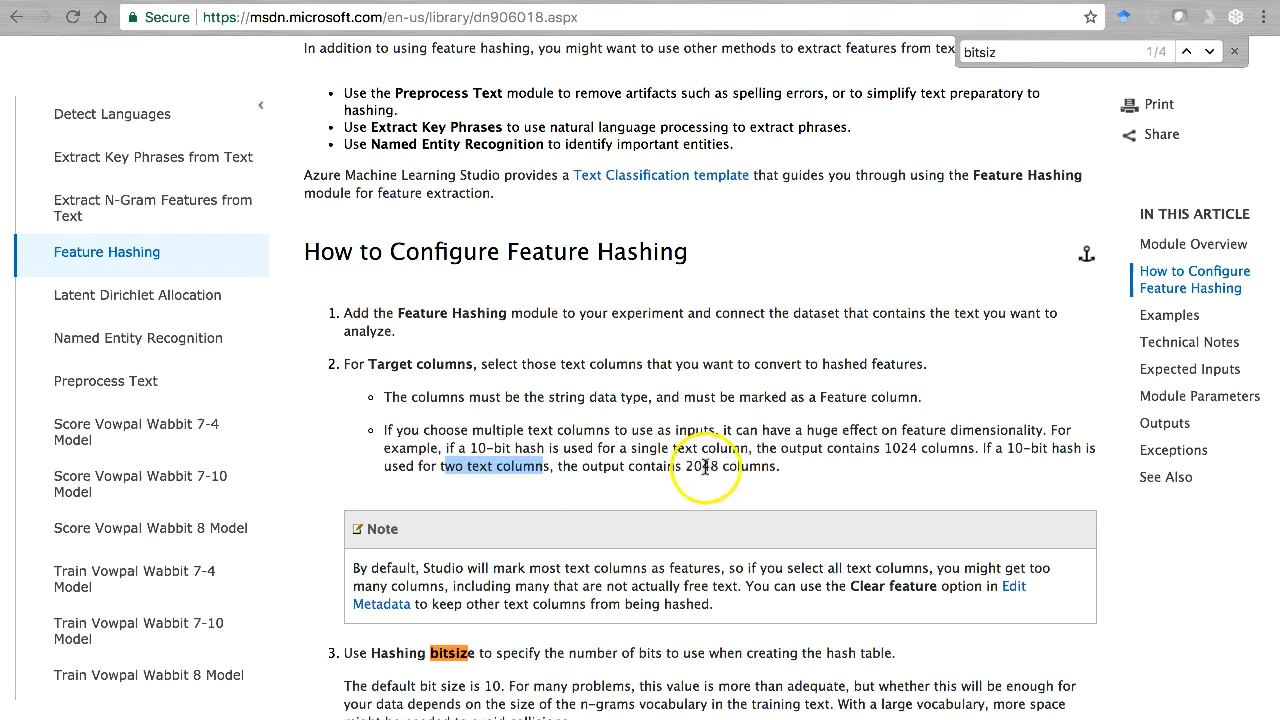 Secure https://msdn.microsoft.com/en-us/library/dn906018.aspx
bitsiz 1/4
In addition to using feature hashing, you might want to use other methods to extract features from tex
• Use the Preprocess Text module to remove artifacts such as spelling errors, or to simplify text preparatory to
hashing.
• Use Extract Key Phrases to use natural language processing to extract phrases.
• Use Named Entity Recognition to identify important entities.
Azure Machine Learning Studio provides a Text Classification template that guides you through using the Feature Hashing
module for feature extraction.
Detect Languages
Extract Key Phrases from Text
Extract N-Gram Features from
Text
Feature Hashing
Latent Dirichlet Allocation
Named Entity Recognition
Preprocess Text
Score Vowpal Wabbit 7-4
Model
Score Vowpal Wabbit 7-10
Model
Score Vowpal Wabbit 8 Model
Train Vowpal Wabbit 7-4
Model
Train Vowpal Wabbit 7-10
Model
Train Vowpal Wabbit 8 Model
How to Configure Feature Hashing
1. Add the Feature Hashing module to your experiment and connect the dataset that contains the text you want to
analyze.
2. For Target columns, select those text columns that you want to convert to hashed features.
The columns must be the string data type, and must be marked as a Feature column.
If you choose multiple text columns to use as inputs, it can have a huge effect on feature dimensionality. For
example, if a 10-bit hash is used for a single text column, the output contains 1024 columns. If a 10-bit hash is
used for two text columns, the output contains 2048 columns.
Note
By default, Studio will mark most text columns as features, so if you select all text columns, you might get too
many columns, including many that are not actually free text. You can use the Clear feature option in Edit
Metadata to keep other text columns from being hashed.
3. Use Hashing bitsize to specify the number of bits to use when creating the hash table.
The default bit size is 10. For many problems, this value is more than adequate, but whether this will be enough for
your data depends on the size of the n-grams vocabulary in the training text. With a large vocabulary, more space
might be needed to avoid collisions.
Print
Share
IN THIS ARTICLE
Module Overview
How to Configure
Feature Hashing
Examples
Technical Notes
Expected Inputs
Module Parameters
Outputs
Exceptions
See Also